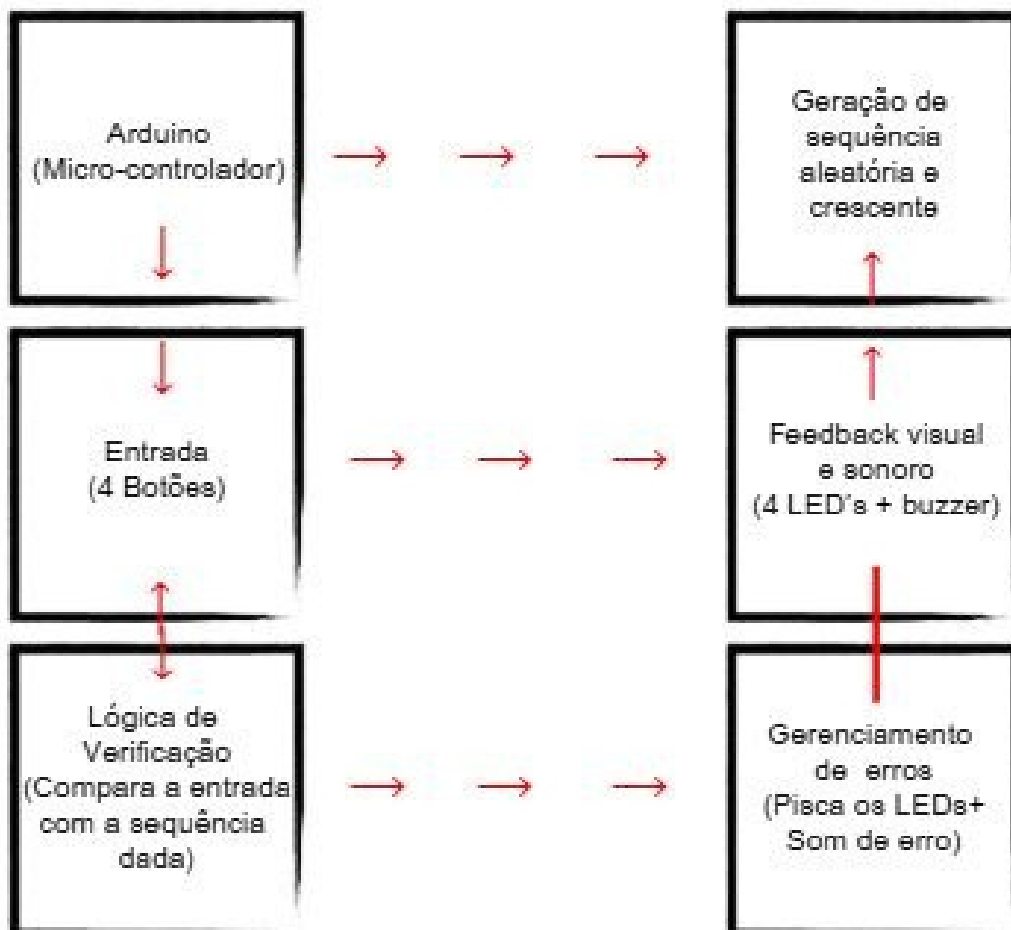 Arduino
(Micro-controlador)
Geração de
sequência
aleatória e
crescente
Entrada
(4 Botões)
Feedback visual
e sonoro
(4 LED's + buzzer)
Lógica de
Verificação
(Compara a entrada
com a sequência
dada)
Gerenciamento
de erros
(Pisca os LEDs+
Som de erro)